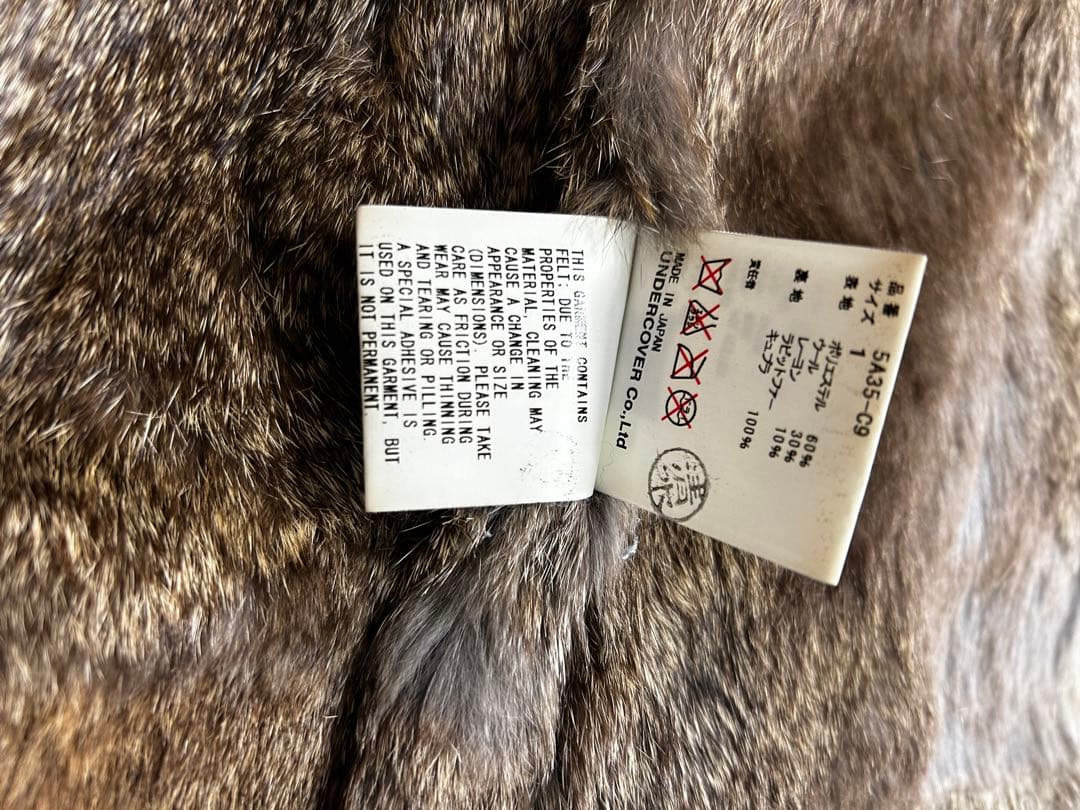 品番 5A35-C9
サイズ 1
表地 ポリエステル 60%
ウール 30%
レーヨン 10%
裏地 ラビットファー
キュプラ 100%
責任者
MADE IN JAPAN
UNDERCOVER Co.,Ltd
THIS GARMENT CONTAINS
FELT; DUE TO THE
PROPERTIES OF THE
MATERIAL, CLEANING MAY
CAUSE A CHANGE IN
APPEARANCE OR SIZE
(DIMENSIONS). PLEASE TAKE
CARE AS FRICTION DURING
WEAR MAY CAUSE THINNING
AND TEARING OR PILLING.
A SPECIAL ADHESIVE IS
USED ON THIS GARMENT, BUT
IT IS NOT PERMANENT.